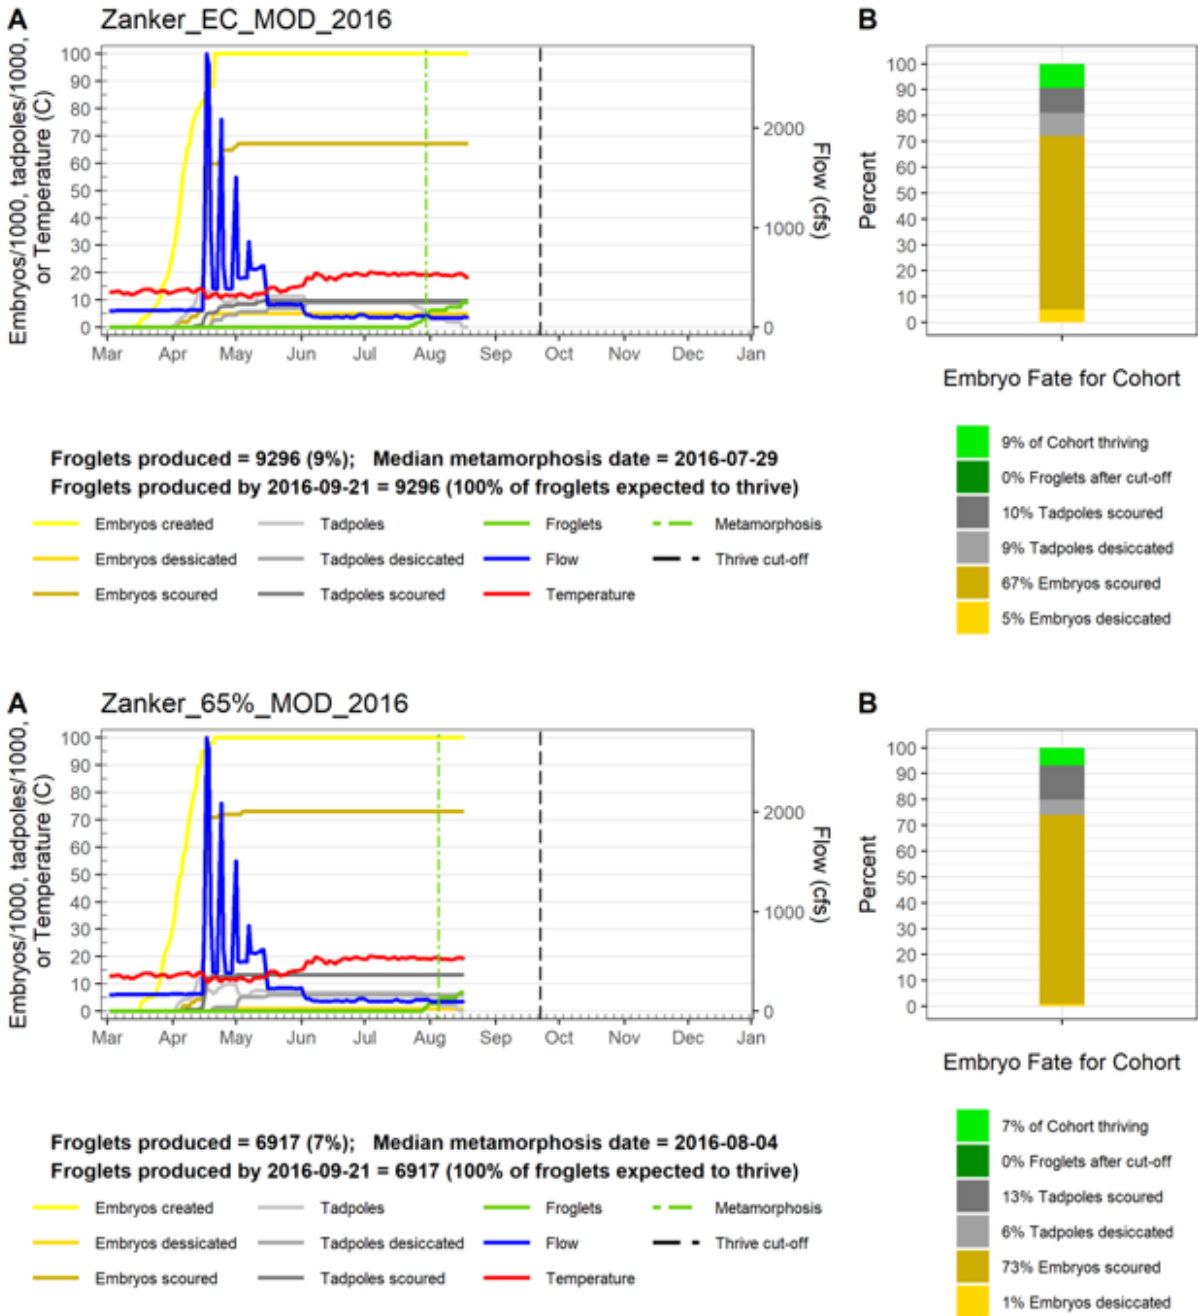 A
Zanker_EC_MOD_2016
B
Embryos/1000, tadpoles/1000,
or Temperature (C)
100
90
80
70
60
50
40
30
20
10
0
2000
1000
0
Flow (cfs)
Mar Apr May Jun Jul Aug Sep Oct Nov Dec Jan
Percent
100
90
80
70
60
50
40
30
20
10
0
Embryo Fate for Cohort
Froglets produced = 9296 (9%); Median metamorphosis date = 2016-07-29
Froglets produced by 2016-09-21 = 9296 (100% of froglets expected to thrive)
Embryos created Tadpoles Froglets Metamorphosis
Embryos dessicated Tadpoles desiccated Flow Thrive cut-off
Embryos scoured Tadpoles scoured Temperature
9% of Cohort thriving
0% Froglets after cut-off
10% Tadpoles scoured
9% Tadpoles desiccated
67% Embryos scoured
5% Embryos desiccated
A
Zanker_65%_MOD_2016
B
Embryos/1000, tadpoles/1000,
or Temperature (C)
100
90
80
70
60
50
40
30
20
10
0
2000
1000
0
Flow (cfs)
Mar Apr May Jun Jul Aug Sep Oct Nov Dec Jan
Percent
100
90
80
70
60
50
40
30
20
10
0
Embryo Fate for Cohort
Froglets produced = 6917 (7%); Median metamorphosis date = 2016-08-04
Froglets produced by 2016-09-21 = 6917 (100% of froglets expected to thrive)
Embryos created Tadpoles Froglets Metamorphosis
Embryos dessicated Tadpoles desiccated Flow Thrive cut-off
Embryos scoured Tadpoles scoured Temperature
7% of Cohort thriving
0% Froglets after cut-off
13% Tadpoles scoured
6% Tadpoles desiccated
73% Embryos scoured
1% Embryos desiccated